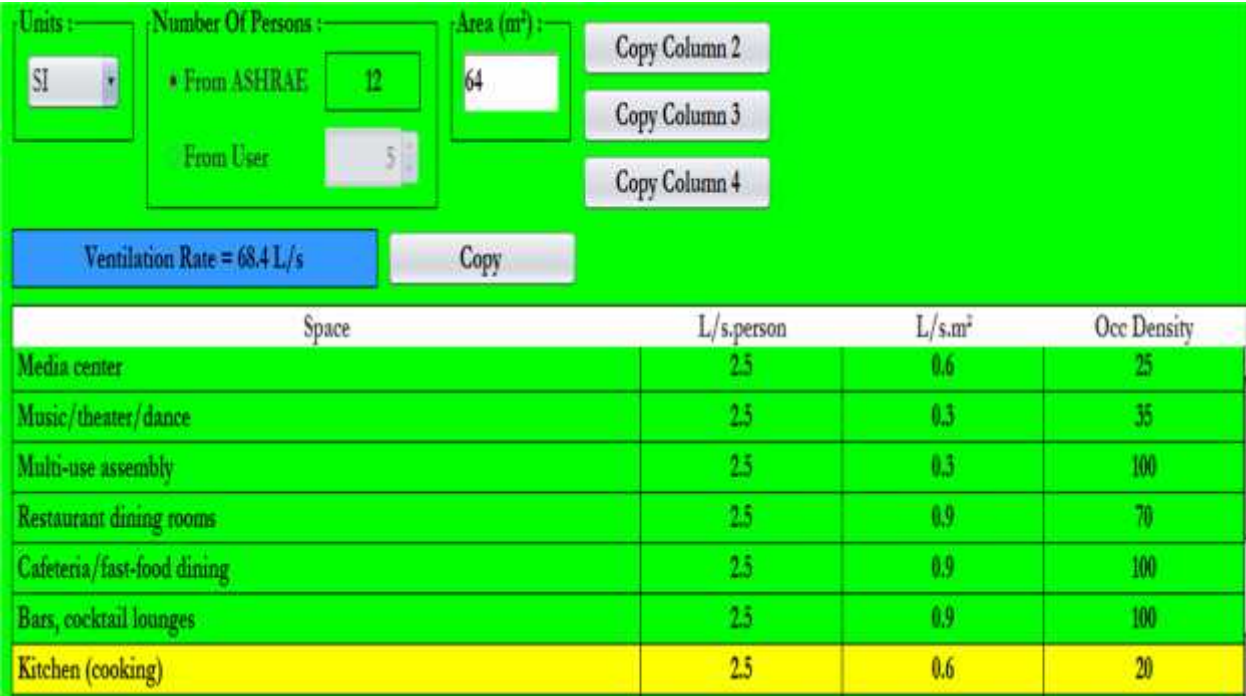 Units :
Number Of Persons :
Area (m²) :
SI
From ASHRAE
12
64
From User
5
Copy Column 2
Copy Column 3
Copy Column 4
Ventilation Rate = 68.4 L/s
Copy
Space L/s.person L/s.m² Occ Density
Media center 2.5 0.6 25
Music/theater/dance 2.5 0.3 35
Multi-use assembly 2.5 0.3 100
Restaurant dining rooms 2.5 0.9 70
Cafeteria/fast-food dining 2.5 0.9 100
Bars, cocktail lounges 2.5 0.9 100
Kitchen (cooking) 2.5 0.6 20